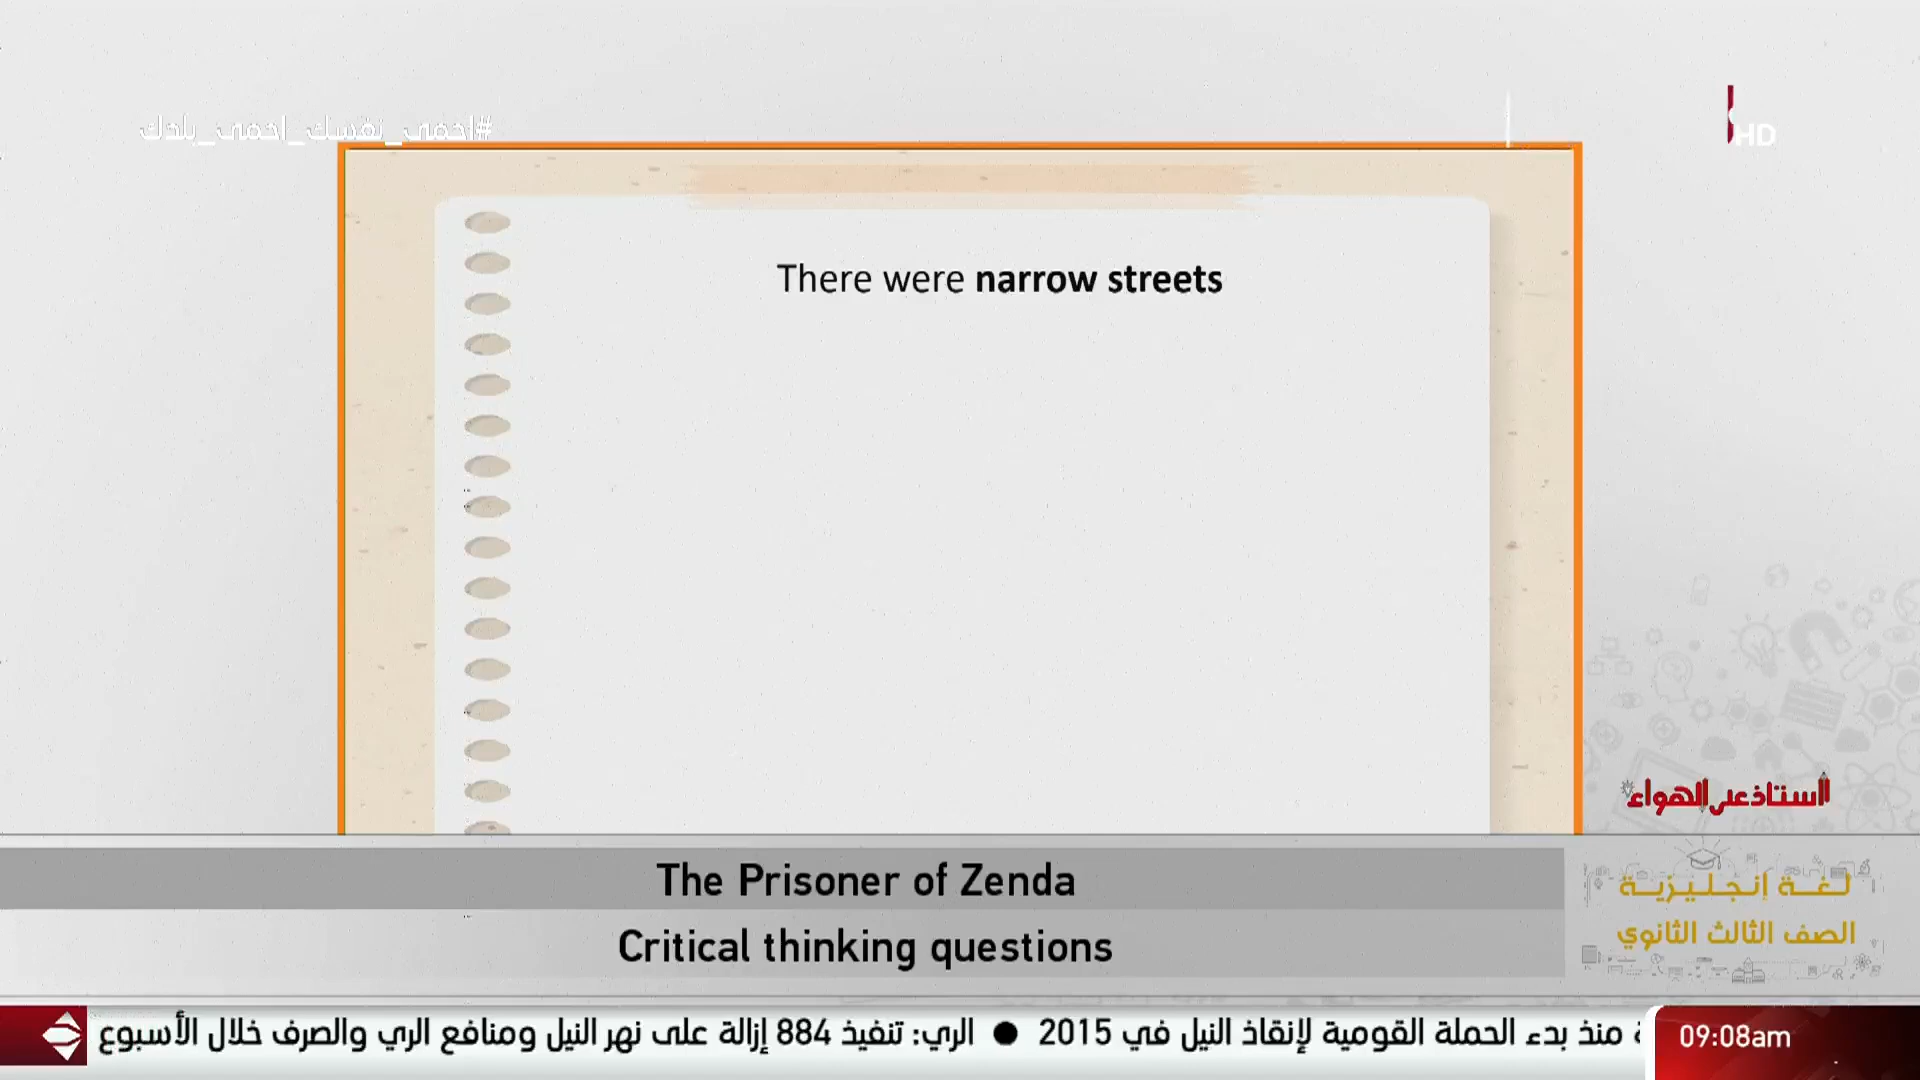 #احمى_نفسك_احمى_بلدك
HD
There were narrow streets
أستاذ على الهواء
The Prisoner of Zenda
Critical thinking questions
لغة إنجليزية
الصف الثالث الثانوي
منذ بدء الحملة القومية لإنقاذ النيل في 2015 ● الري: تنفيذ 884 إزالة على نهر النيل ومنافع الري والصرف خلال الأسبوع
09:08am